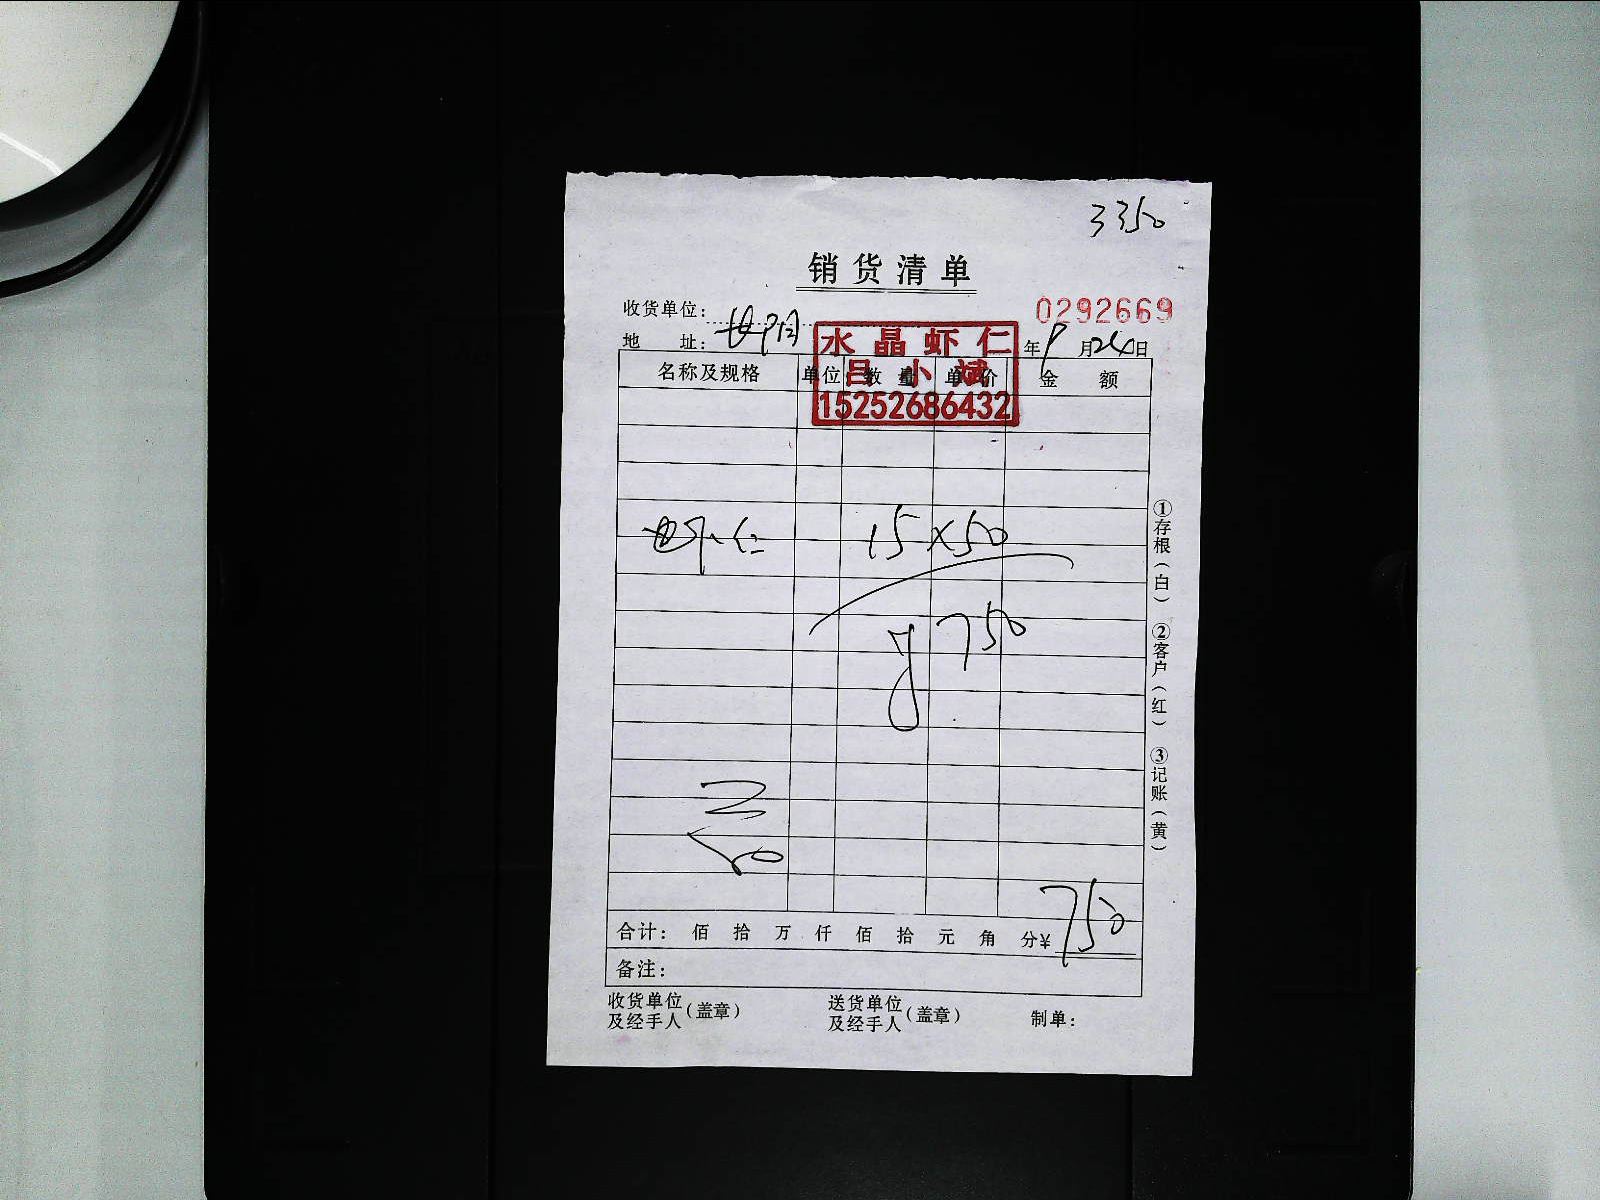 3350
销货清单
收货单位：
0292669
地 址：
水晶虾仁
年 9 月 24 日
吕小斌
名称及规格 单位 数量 单价 金额
15252686432
虾仁 15×50
750
750
合计： 佰 拾 万 仟 佰 拾 元 角 分¥
备注：
收货单位及经手人（盖章）
送货单位及经手人（盖章）
制单：
①存根（白） ②客户（红） ③记账（黄）